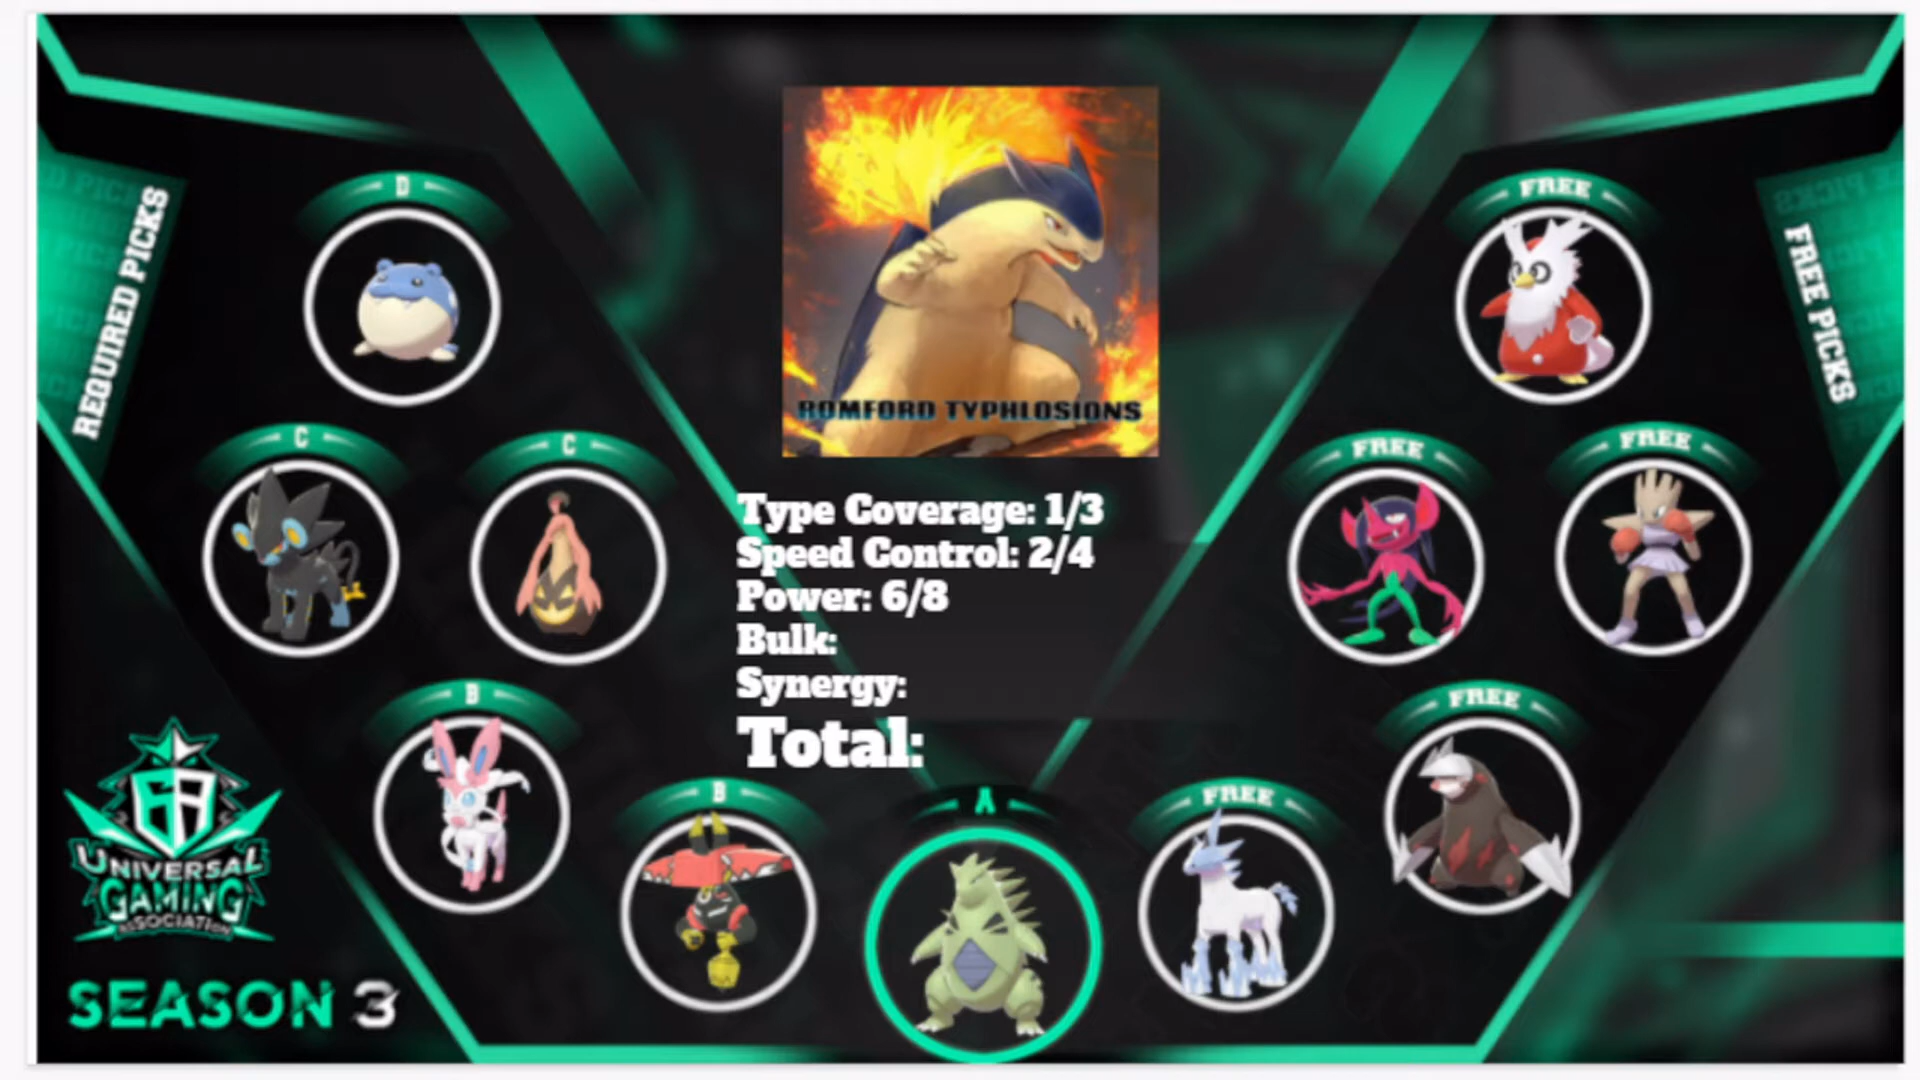 REQUIRED PICKS
D
C
C
B
B
A
ROMFORD TYPHLOSIONS
Type Coverage: 1/3
Speed Control: 2/4
Power: 6/8
Bulk:
Synergy:
Total:
FREE PICKS
FREE
FREE
FREE
FREE
FREE
UNIVERSAL
GAMING
ASSOCIATION
SEASON 3